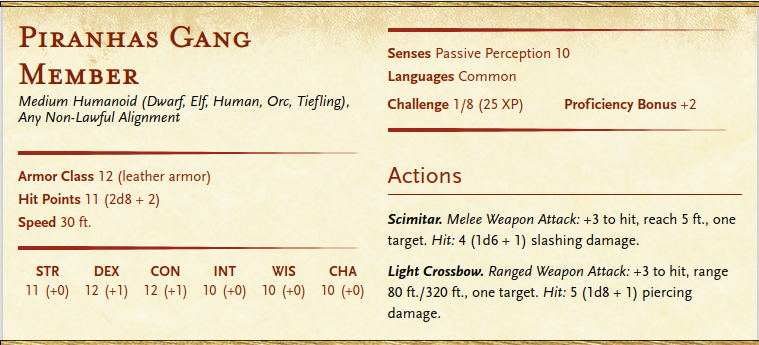 Piranhas Gang
Member
Medium Humanoid (Dwarf, Elf, Human, Orc, Tiefling),
Any Non-Lawful Alignment
Armor Class 12 (leather armor)
Hit Points 11 (2d8 + 2)
Speed 30 ft.
STR DEX CON INT WIS CHA
11 (+0) 12 (+1) 12 (+1) 10 (+0) 10 (+0) 10 (+0)
Senses Passive Perception 10
Languages Common
Challenge 1/8 (25 XP) Proficiency Bonus +2
Actions
Scimitar. Melee Weapon Attack: +3 to hit, reach 5 ft., one
target. Hit: 4 (1d6 + 1) slashing damage.
Light Crossbow. Ranged Weapon Attack: +3 to hit, range
80 ft./320 ft., one target. Hit: 5 (1d8 + 1) piercing
damage.